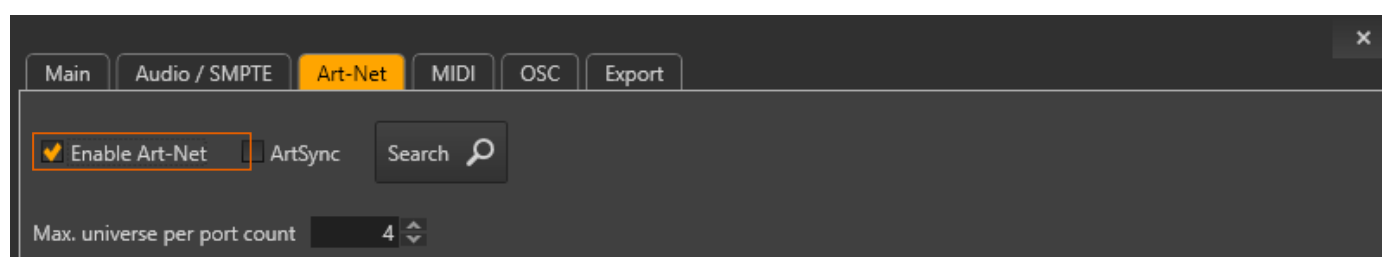 Main Audio / SMPTE Art-Net MIDI OSC Export
Enable Art-Net ArtSync Search
Max. universe per port count 4